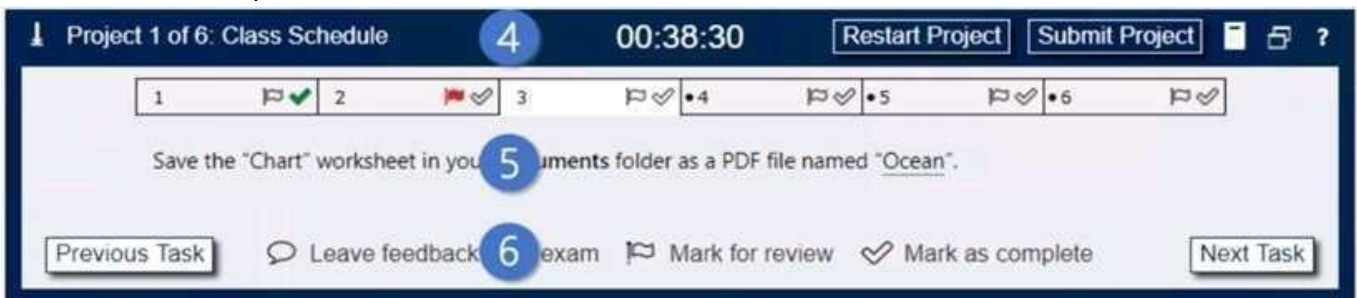 Project 1 of 6: Class Schedule 4 00:38:30 Restart Project Submit Project ?
1 2 3 •4 •5 •6
Save the "Chart" worksheet in you 5 uments folder as a PDF file named "Ocean".
Previous Task Leave feedback 6 exam Mark for review Mark as complete Next Task